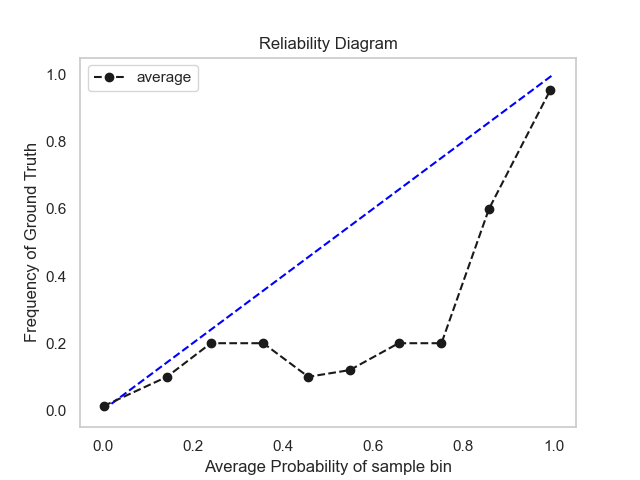 Reliability Diagram
average
1.0
0.8
0.6
0.4
0.2
0.0
Frequency of Ground Truth
0.0 0.2 0.4 0.6 0.8 1.0
Average Probability of sample bin